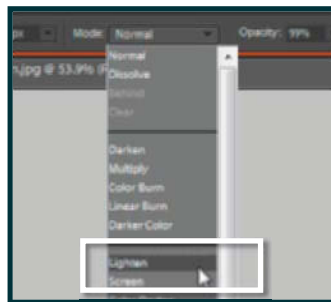 px Mode: Normal Opacity: 99%
Normal
n.jpg @ 53.9% (R
Dissolve
Behind
Clear
Darken
Multiply
Color Burn
Linear Burn
Darker Color
Lighten
Screen